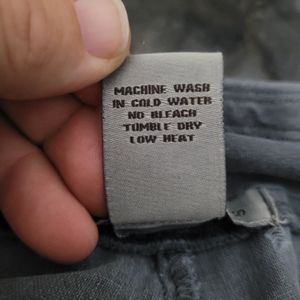 MACHINE WASH
IN COLD WATER
NO BLEACH
TUMBLE DRY
LOW HEAT